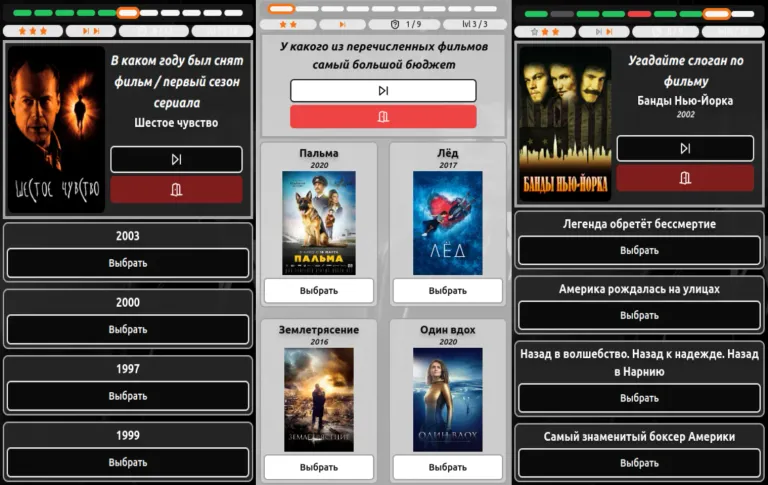 В каком году был снят
фильм / первый сезон
сериала
Шестое чувство
ШЕСТОЕ ЧУВСТВО
2003
Выбрать
2000
Выбрать
1997
Выбрать
1999
Выбрать
1 / 9
lvl 3 / 3
У какого из перечисленных фильмов
самый большой бюджет
Пальма
2020
ПАЛЬМА
Выбрать
Лёд
2017
ЛЁД
Выбрать
Землетрясение
2016
ЗЕМЛЕТРЯСЕНИЕ
Выбрать
Один вдох
2020
ОДИН ВДОХ
Выбрать
Угадайте слоган по
фильму
Банды Нью-Йорка
2002
БАНДЫ НЬЮ-ЙОРКА
Легенда обретёт бессмертие
Выбрать
Америка рождалась на улицах
Выбрать
Назад в волшебство. Назад к надежде. Назад
в Нарнию
Выбрать
Самый знаменитый боксер Америки
Выбрать